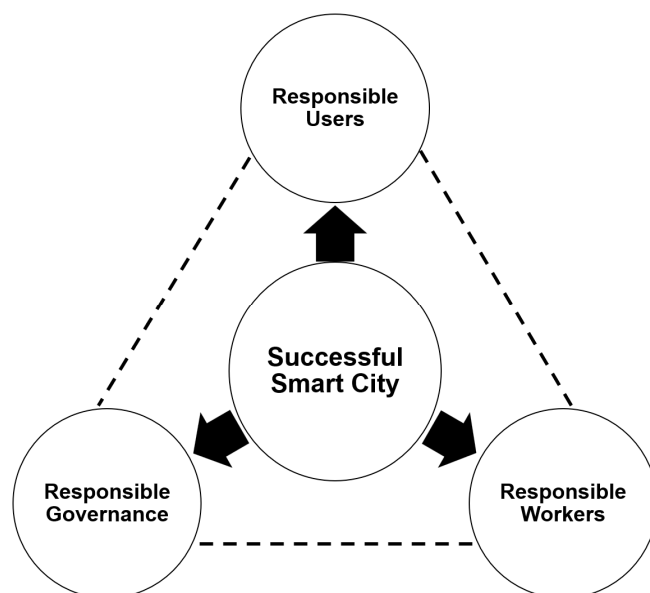 Responsible
Users
Successful
Smart City
Responsible
Governance
Responsible
Workers